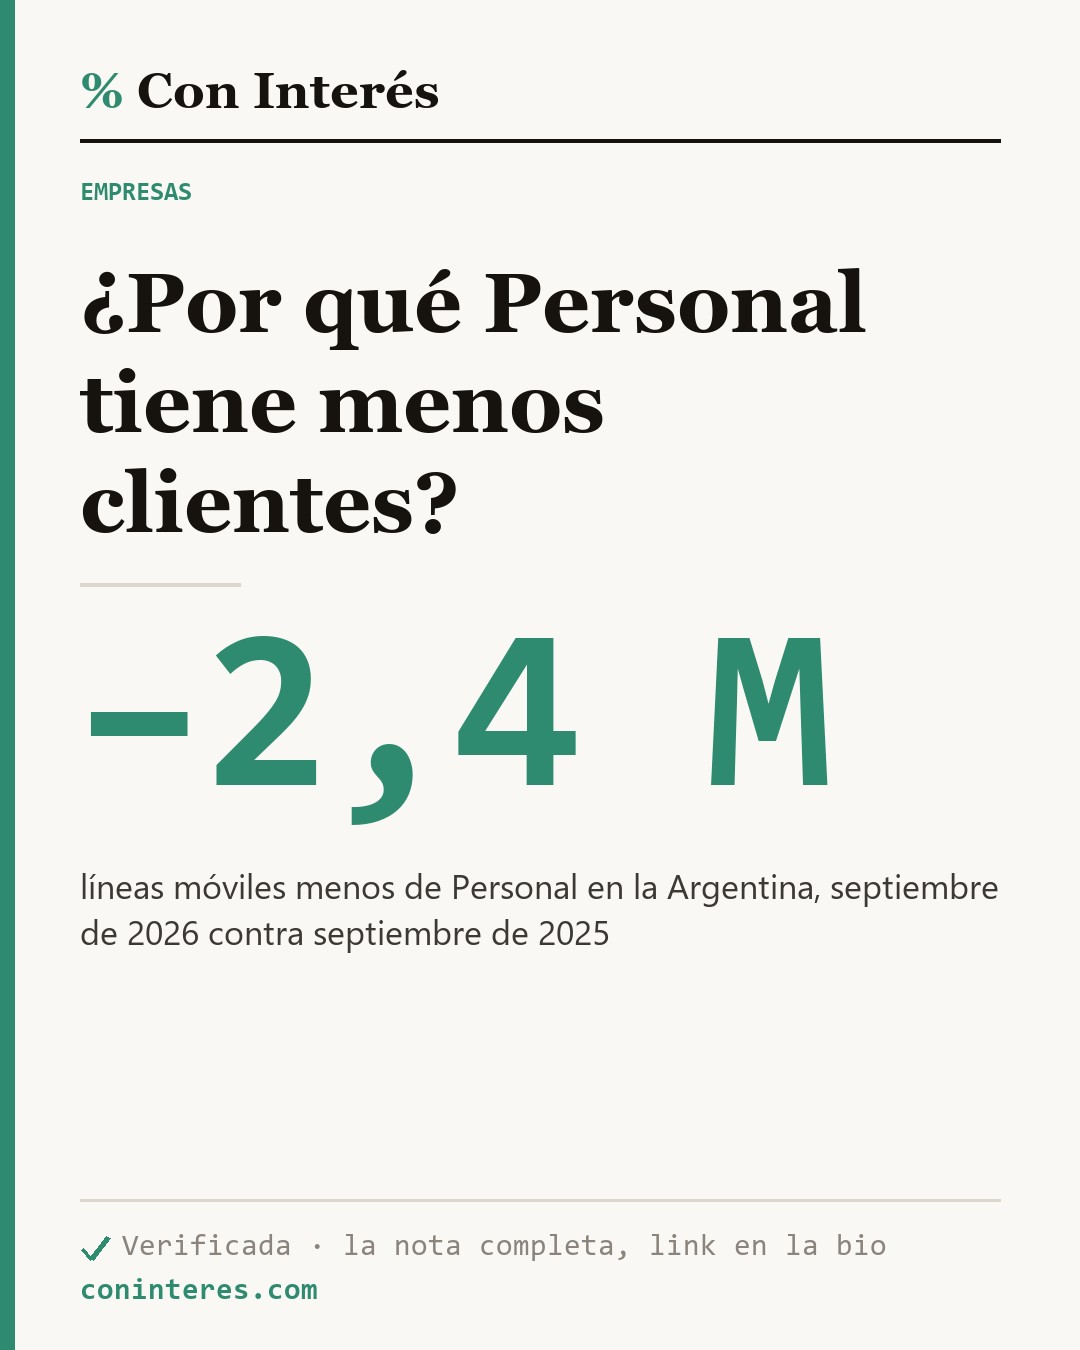 % Con Interés
EMPRESAS
¿Por qué Personal
tiene menos
clientes?
−2,4 M
líneas móviles menos de Personal en la Argentina, septiembre
de 2026 contra septiembre de 2025
✓ Verificada · la nota completa, link en la bio
coninteres.com